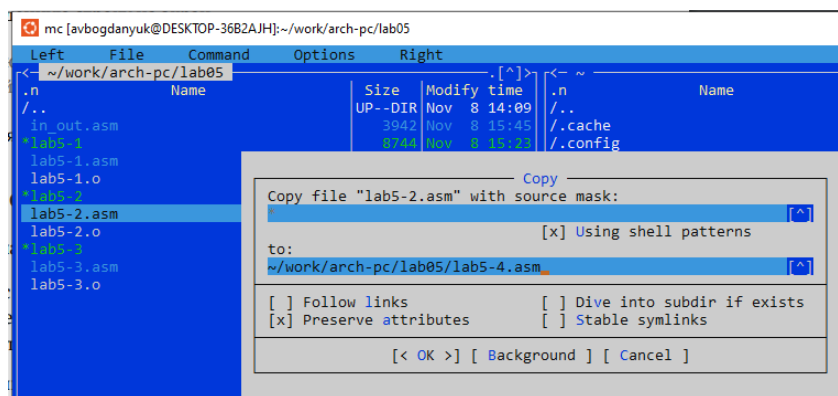 mc [avbogdanyuk@DESKTOP-36B2AJH]:~/work/arch-pc/lab05
Left File Command Options Right
<- ~/work/arch-pc/lab05 .[^]> <- ~
.n Name Size Modify time .n Name
/.. UP--DIR Nov 8 14:09 /..
in_out.asm 3942 Nov 8 15:45 /.cache
*lab5-1 8744 Nov 8 15:23 /.config
lab5-1.asm
lab5-1.o
*lab5-2
lab5-2.asm
lab5-2.o
*lab5-3
lab5-3.asm
lab5-3.o
Copy
Copy file "lab5-2.asm" with source mask:
* [^]
[x] Using shell patterns
to:
~/work/arch-pc/lab05/lab5-4.asm [^]
[ ] Follow links [ ] Dive into subdir if exists
[x] Preserve attributes [ ] Stable symlinks
[< OK >] [ Background ] [ Cancel ]